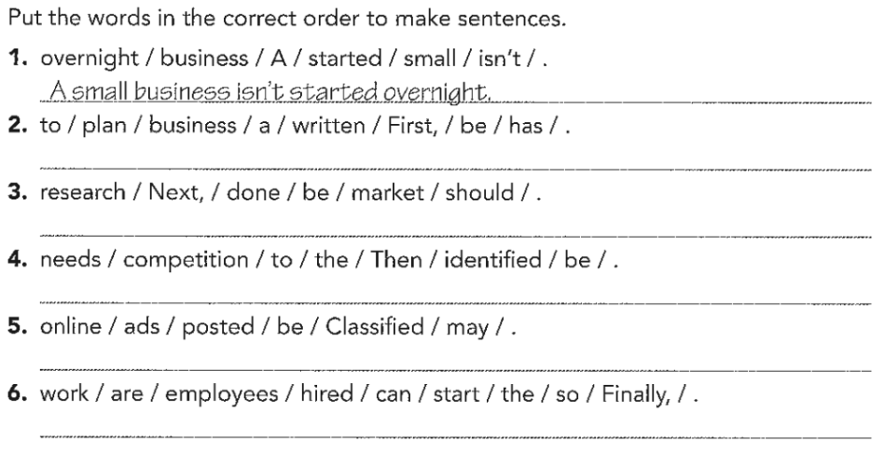 Put the words in the correct order to make sentences.
1. overnight / business / A / started / small / isn't / .
A small business isn't started overnight.
2. to / plan / business / a / written / First, / be / has / .
3. research / Next, / done / be / market / should / .
4. needs / competition / to / the / Then / identified / be / .
5. online / ads / posted / be / Classified / may / .
6. work / are / employees / hired / can / start / the / so / Finally, / .